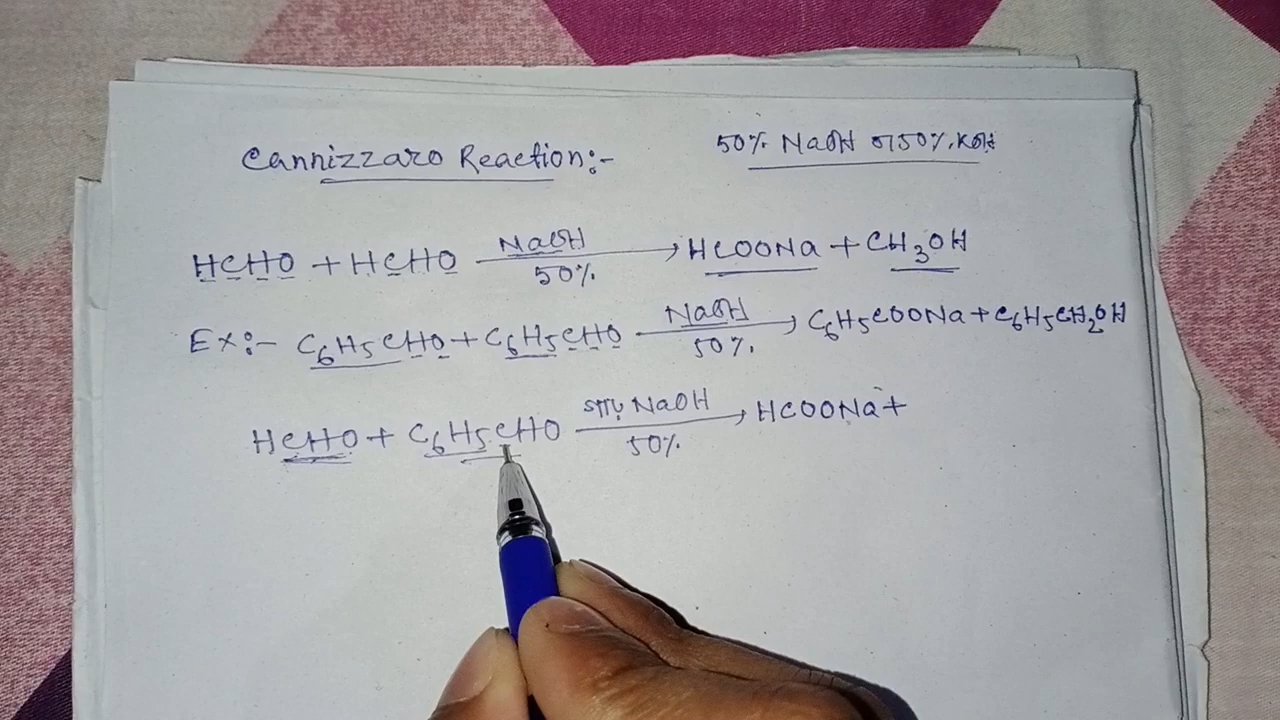 Cannizzaro Reaction:-
50% NaOH or 50% KOH
HCHO + HCHO NaOH 50% → HCOONa + CH3OH
Ex:- C6H5CHO + C6H5CHO NaOH 50% → C6H5COONa + C6H5CH2OH
HCHO + C6H5CHO NaOH 50% → HCOONa +